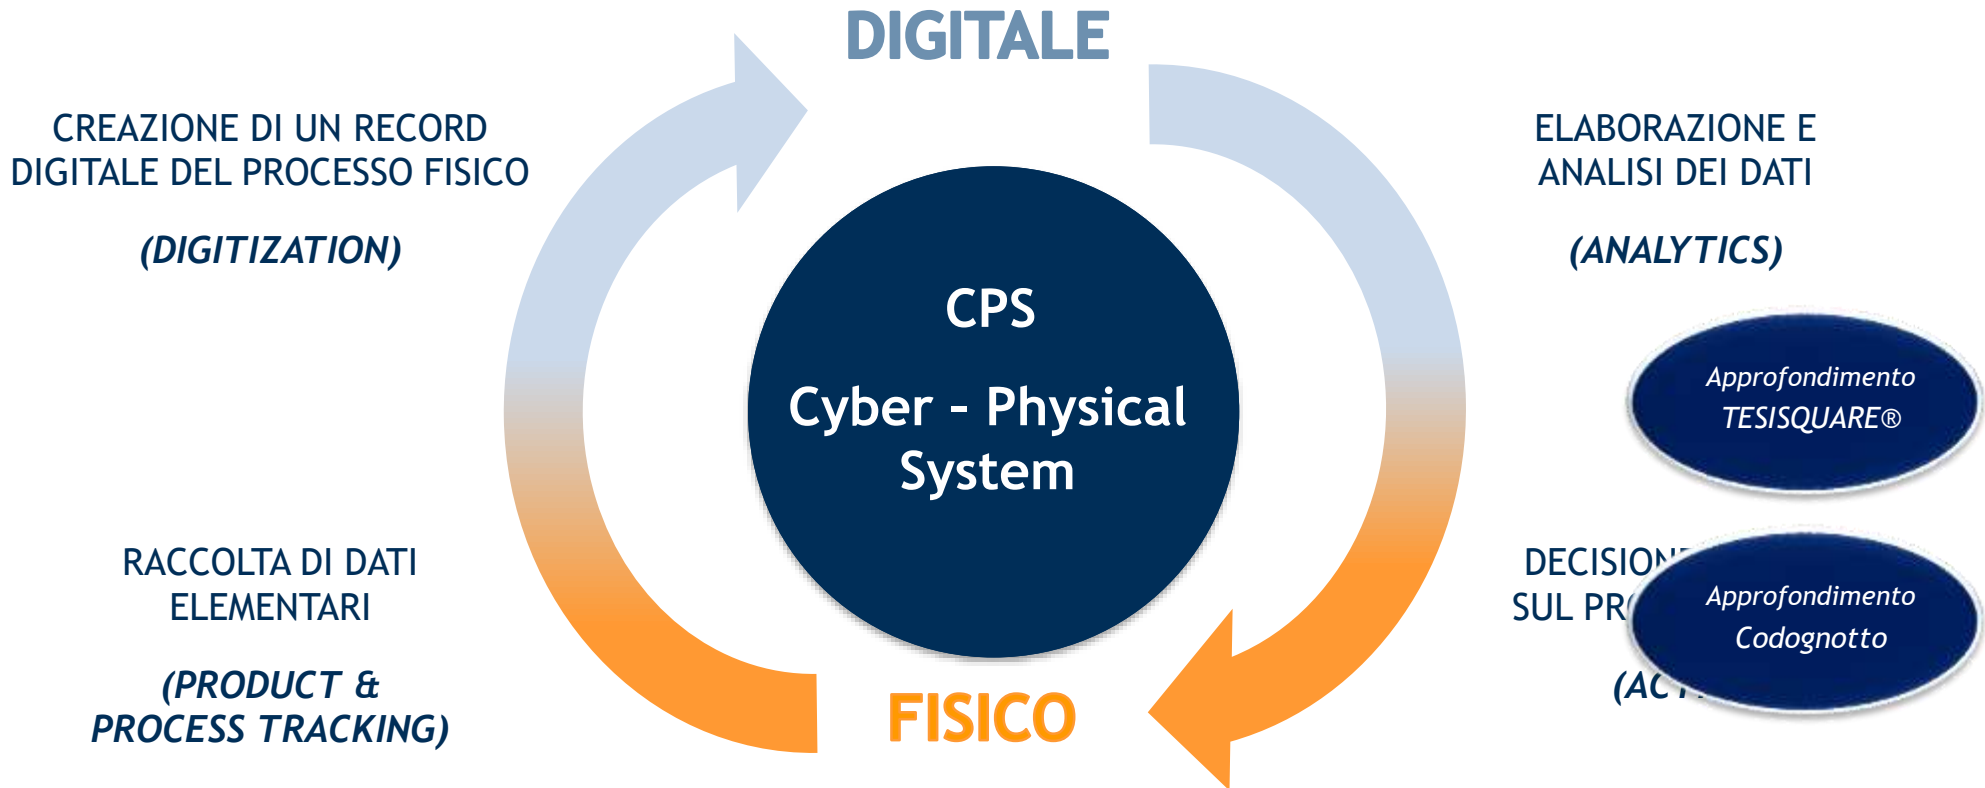 DIGITALE
CREAZIONE DI UN RECORD
DIGITALE DEL PROCESSO FISICO
(DIGITIZATION)
ELABORAZIONE E
ANALISI DEI DATI
(ANALYTICS)
CPS
Cyber - Physical
System
Approfondimento
TESISQUARE®
RACCOLTA DI DATI
ELEMENTARI
(PRODUCT &
PROCESS TRACKING)
SUL
Approfondimento
Codognotto
FISICO